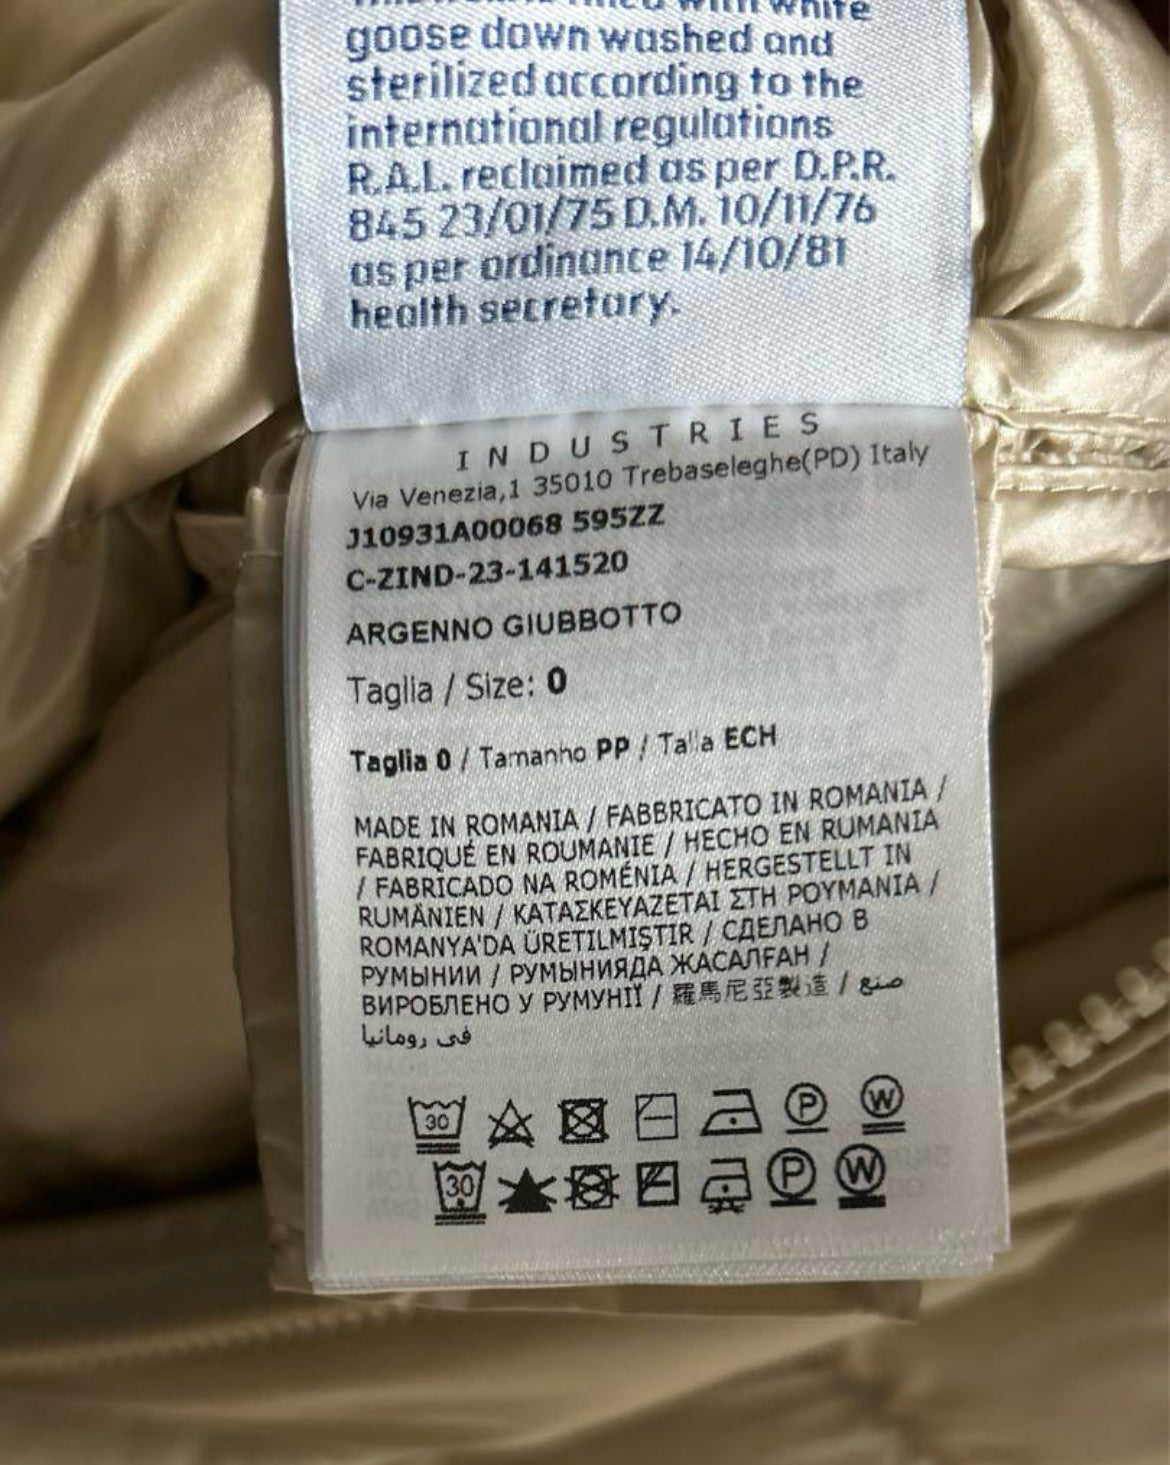 with white
goose down washed and
sterilized according to the
international regulations
R.A.L. reclaimed as per D.P.R.
845 23/01/75 D.M. 10/11/76
as per ordinance 14/10/81
health secretary.
INDUSTRIES
Via Venezia,1 35010 Trebaseleghe(PD) Italy
J10931A00068 595ZZ
C-ZIND-23-141520
ARGENNO GIUBBOTTO
Taglia / Size: 0
Taglia 0 / Tamanho PP / Talla ECH
MADE IN ROMANIA / FABBRICATO IN ROMANIA /
FABRIQUÉ EN ROUMANIE / HECHO EN RUMANIA
/ FABRICADO NA ROMÉNIA / HERGESTELLT IN
RUMÄNIEN / ΚΑΤΑΣΚΕΥΑΖΕΤΑΙ ΣΤΗ ΡΟΥΜΑΝΙΑ /
ROMANYA'DA ÜRETILMIŞTIR / СДЕЛАНО В
РУМЫНИИ / РУМЫНИЯДА ЖАСАЛҒАН /
ВИРОБЛЕНО У РУМУНІЇ / 羅馬尼亞製造 / صنع
في رومانيا
30 P W
30 P W